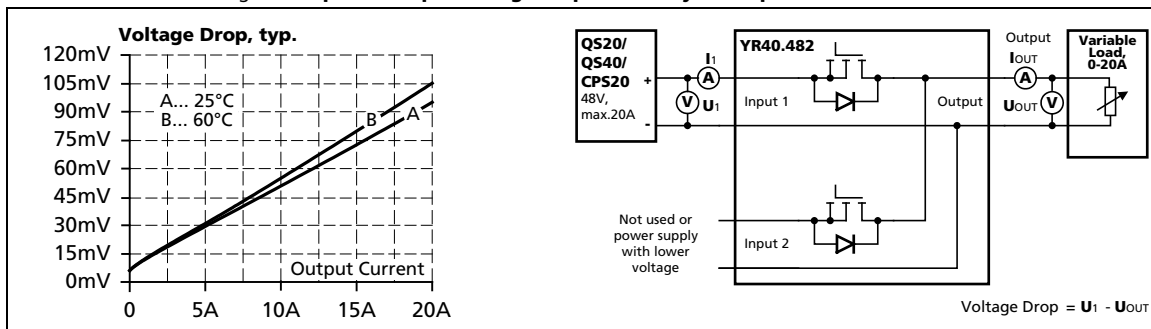 Voltage Drop, typ.
120mV
105mV
90mV
75mV
60mV
45mV
30mV
15mV
0mV
A... 25°C
B... 60°C
B
A
Output Current
0
5A
10A
15A
20A
QS20/
QS40/
CPS20
48V,
max.20A
+
-
I1
A
V
U1
YR40.482
Input 1
Output
Input 2
Not used or
power supply
with lower
voltage
Output
IOUT
A
UOUT
V
Variable
Load,
0-20A
Voltage Drop = U1 - UOUT